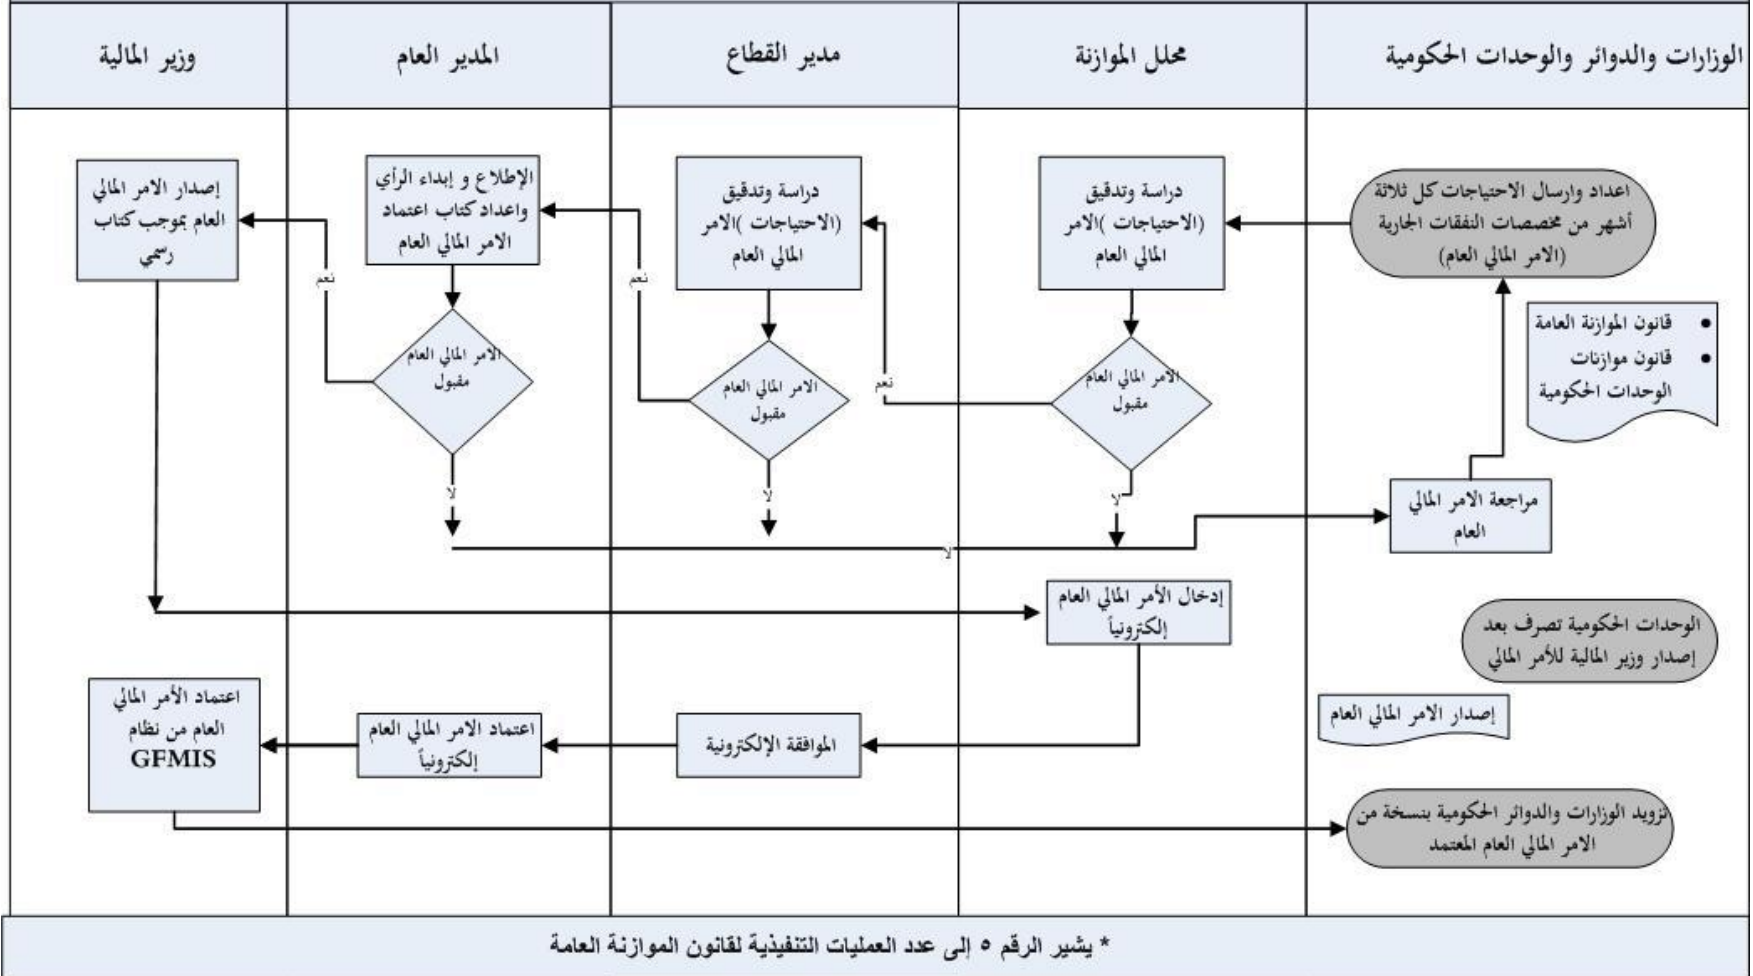 الوزارات والدوائر والوحدات الحكومية
محلل الموازنة
مدير القطاع
المدير العام
وزير المالية
اعداد وارسال الاحتياجات كل ثلاثة
أشهر من مخصصات النفقات الجارية
(الامر المالي العام)
دراسة وتدقيق
(الاحتياجات )الامر
المالي العام
دراسة وتدقيق
(الاحتياجات )الامر
المالي العام
الإطلاع و إبداء الرأي
واعداد كتاب اعتماد
الامر المالي العام
إصدار الامر المالي
العام بموجب كتاب
رسمي
• قانون الموازنة العامة
• قانون موازنات
الوحدات الحكومية
الامر المالي العام
مقبول
نعم
لا
الامر المالي العام
مقبول
نعم
لا
الامر المالي العام
مقبول
نعم
لا
لا
مراجعة الامر المالي
العام
إدخال الأمر المالي العام
إلكترونياً
الوحدات الحكومية تصرف بعد
إصدار وزير المالية للأمر المالي
إصدار الامر المالي العام
الموافقة الإلكترونية
اعتماد الامر المالي العام
إلكترونياً
اعتماد الأمر المالي
العام من نظام
GFMIS
تزويد الوزارات والدوائر الحكومية بنسخة من
الامر المالي العام المعتمد
* يشير الرقم ٥ إلى عدد العمليات التنفيذية لقانون الموازنة العامة